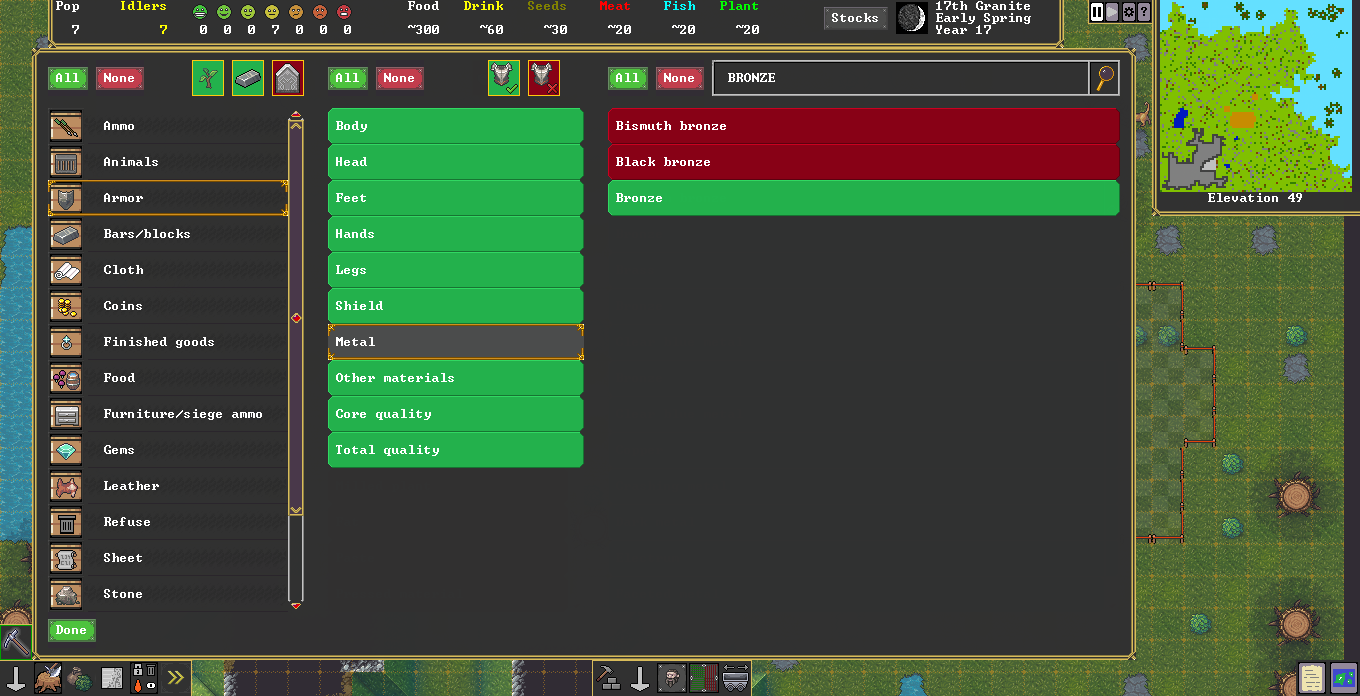 Pop Idlers Food Drink Seeds Meat Fish Plant
7 7 0 0 0 7 0 0 0 ~300 ~60 ~30 ~20 ~20 ~20
Stocks
17th Granite
Early Spring
Year 17
?
Elevation 49
All None
All None
All None BRONZE
Ammo
Animals
Armor
Bars/blocks
Cloth
Coins
Finished goods
Food
Furniture/siege ammo
Gems
Leather
Refuse
Sheet
Stone
Body
Head
Feet
Hands
Legs
Shield
Metal
Other materials
Core quality
Total quality
Bismuth bronze
Black bronze
Bronze
Done